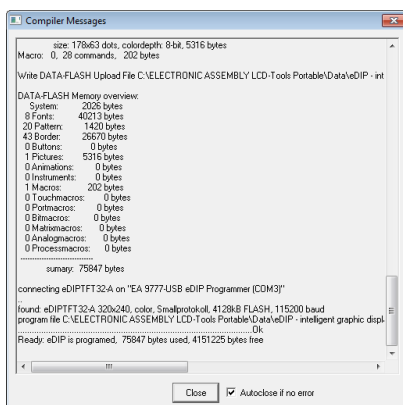 Compiler Messages
size: 178x63 dots, colordepth: 8-bit, 5316 bytes
Macro: 0, 28 commands, 202 bytes
Write DATA-FLASH Upload File C:\ELECTRONIC ASSEMBLY LCD-Tools Portable\Data\eDIP - int
DATA-FLASH Memory overview:
System: 2026 bytes
8 Fonts: 40213 bytes
20 Pattern: 1420 bytes
43 Border: 26670 bytes
0 Buttons: 0 bytes
1 Pictures: 5316 bytes
0 Animations: 0 bytes
0 Instruments: 0 bytes
1 Macros: 202 bytes
0 Touchmacros: 0 bytes
0 Portmacros: 0 bytes
0 Bitmacros: 0 bytes
0 Matrixmacros: 0 bytes
0 Analogmacros: 0 bytes
0 Processmacros: 0 bytes
--------------------------------
sumary: 75847 bytes
connecting eDIPTFT32-A on "EA 9777-USB eDIP Programmer (COM3)"
..
found: eDIPTFT32-A 320x240, color, Smallprotokoll, 4128kB FLASH, 115200 baud
program file C:\ELECTRONIC ASSEMBLY LCD-Tools Portable\Data\eDIP - intelligent graphic displ
................................................................................Ok
Ready: eDIP is programed, 75847 bytes used, 4151225 bytes free
Close Autoclose if no error